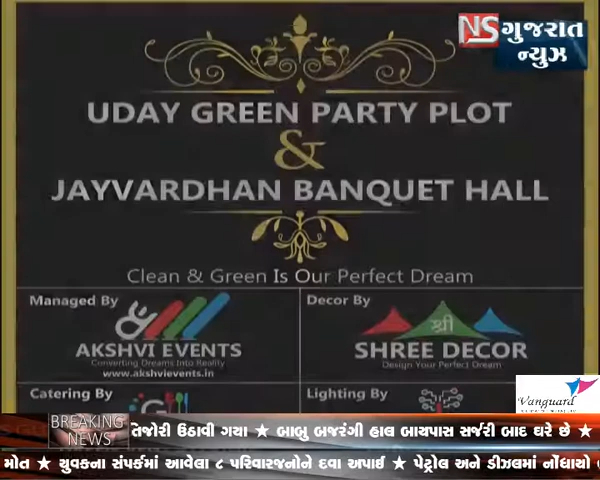 NS ગુજરાત
ન્યુઝ
UDAY GREEN PARTY PLOT
&
JAYVARDHAN BANQUET HALL
Clean & Green Is Our Perfect Dream
Managed By
AKSHVI EVENTS
Converting Dreams Into Reality
www.akshvievents.in
Decor By
શ્રી
SHREE DECOR
Design Your Perfect Dream
Catering By
Lighting By
Vanguard
BREAKING NEWS
તિજોરી ઉઠાવી ગયા ★ બાબુ બજરંગી હાલ બાયપાસ સર્જરી બાદ ઘરે છે ★
મોત ★ યુવકના સંપર્કમાં આવેલા ૮ પરિવારજનોને દવા અપાઈ ★ પેટ્રોલ અને ડીઝલમાં નોંધાયો